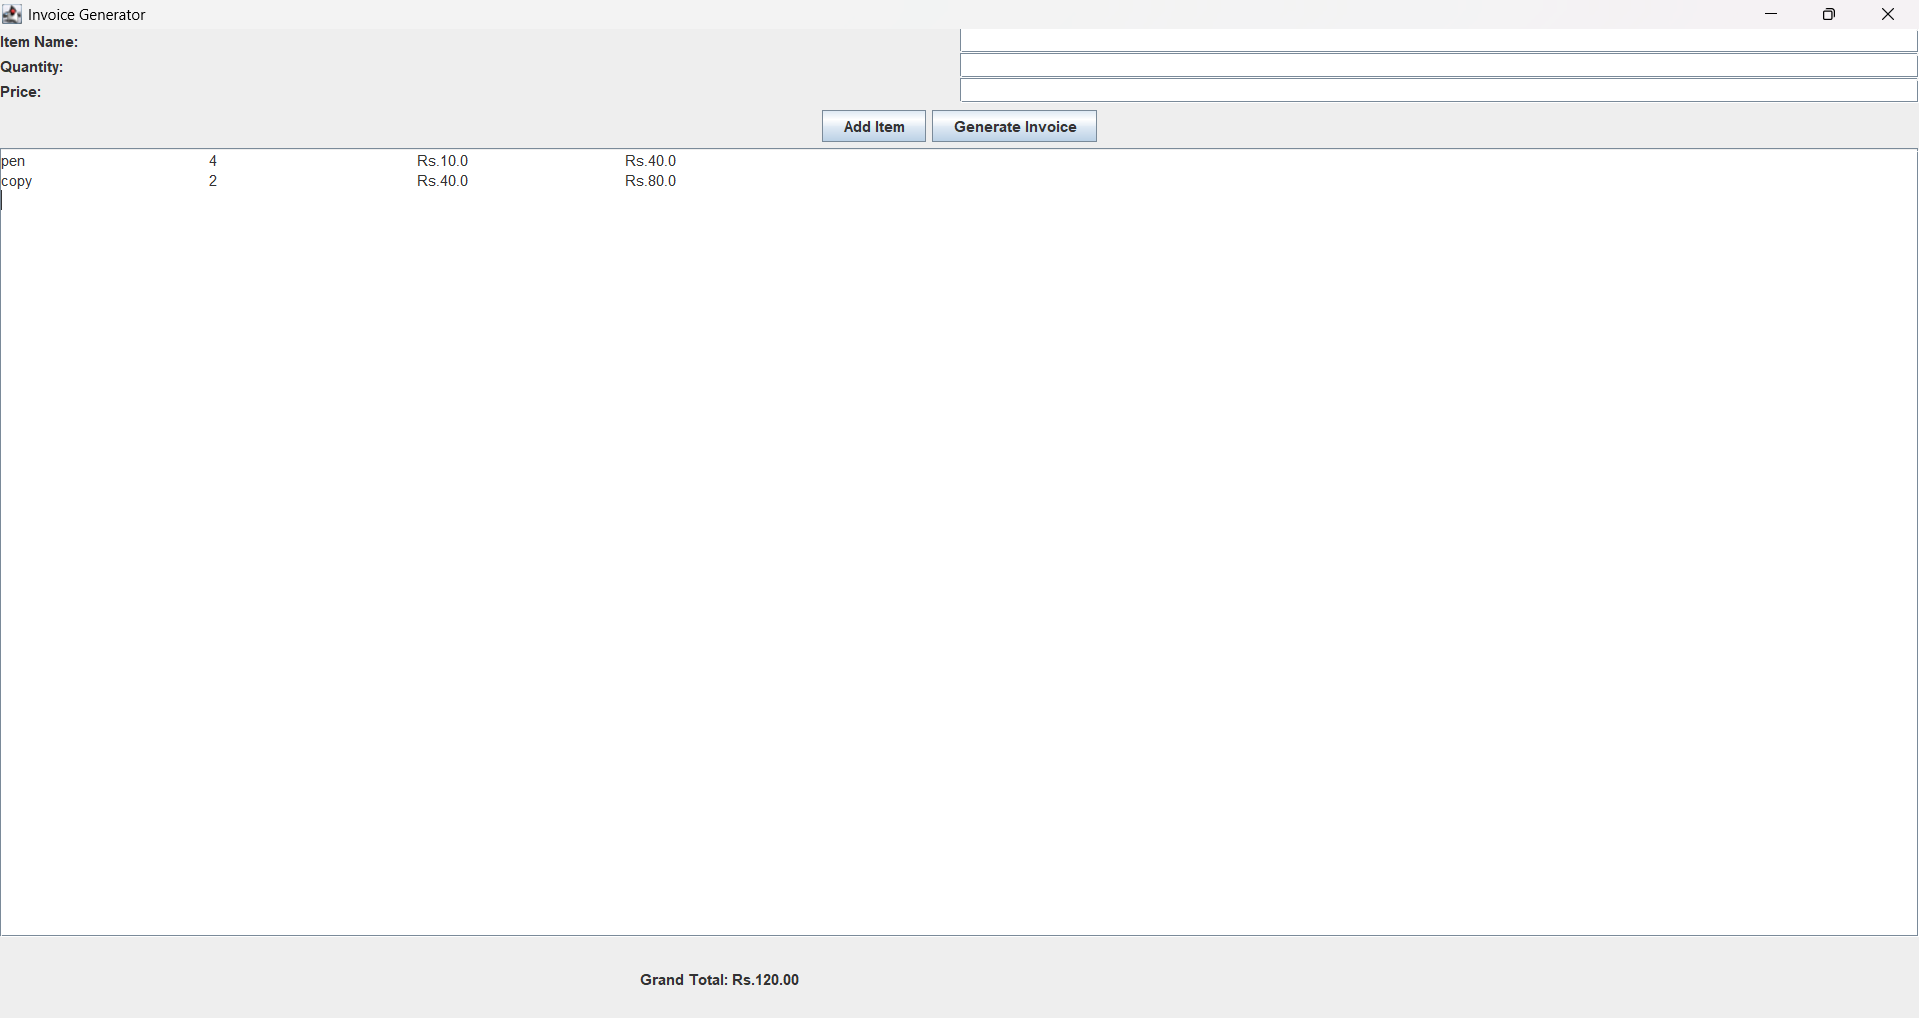 Invoice Generator
Item Name:
Quantity:
Price:
Add Item Generate Invoice
pen 4 Rs.10.0 Rs.40.0
copy 2 Rs.40.0 Rs.80.0
Grand Total: Rs.120.00